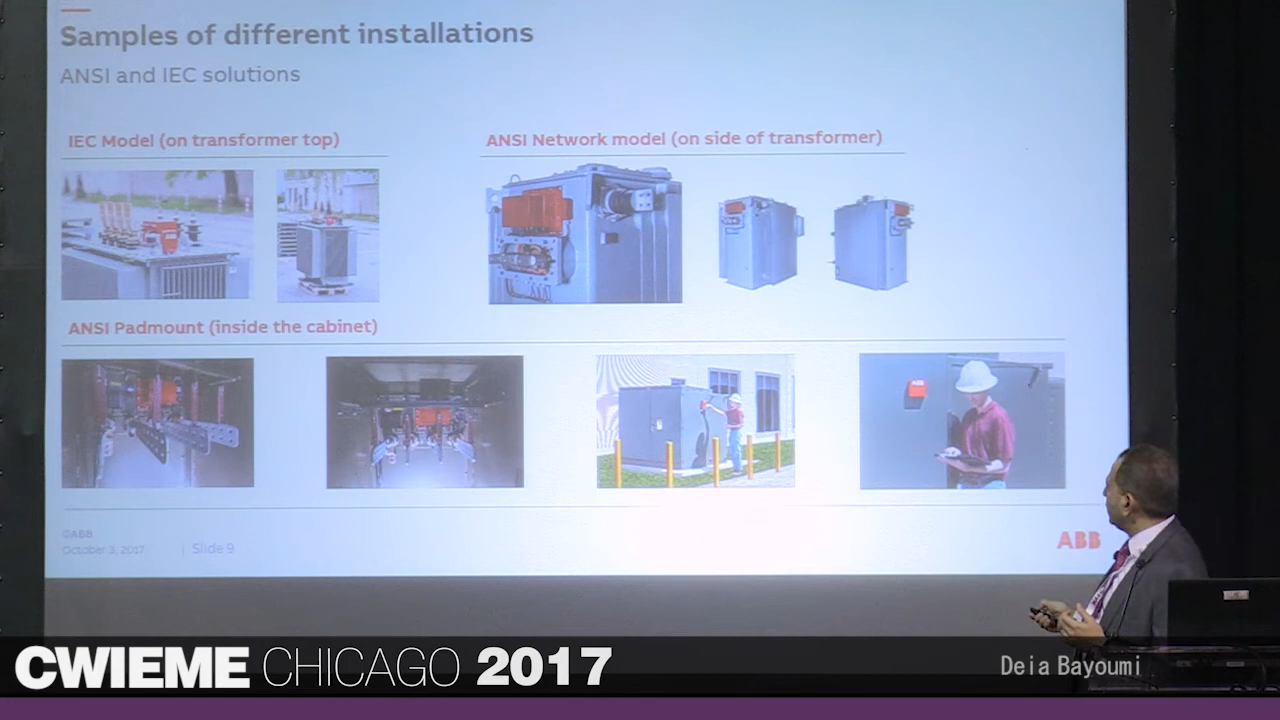 Samples of different installations
ANSI and IEC solutions
IEC Model (on transformer top)
ANSI Network model (on side of transformer)
ANSI Padmount (inside the cabinet)
©ABB
October 3, 2017
Slide 9
ABB
CWIEME CHICAGO 2017
Deia Bayoumi